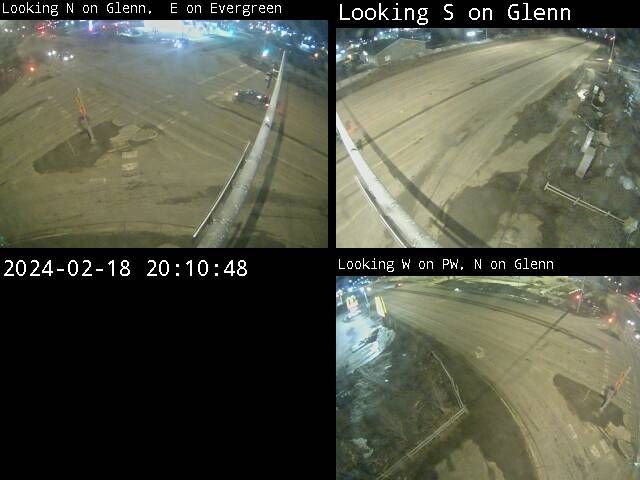 Looking N on Glenn,  E on Evergreen
Looking S on Glenn
2024-02-18 20:10:48
Looking W on PW, N on Glenn